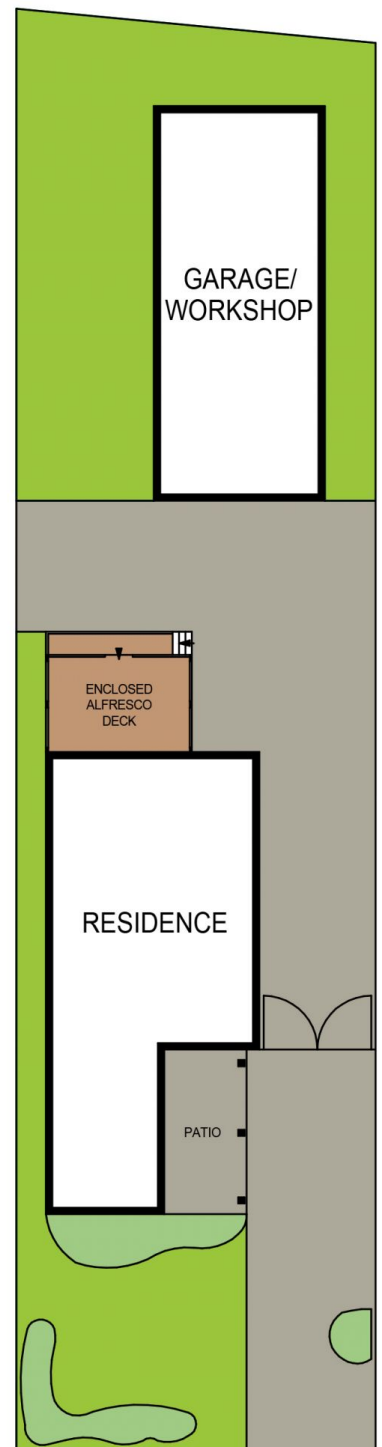 GARAGE/
WORKSHOP
ENCLOSED
ALFRESCO
DECK
RESIDENCE
PATIO